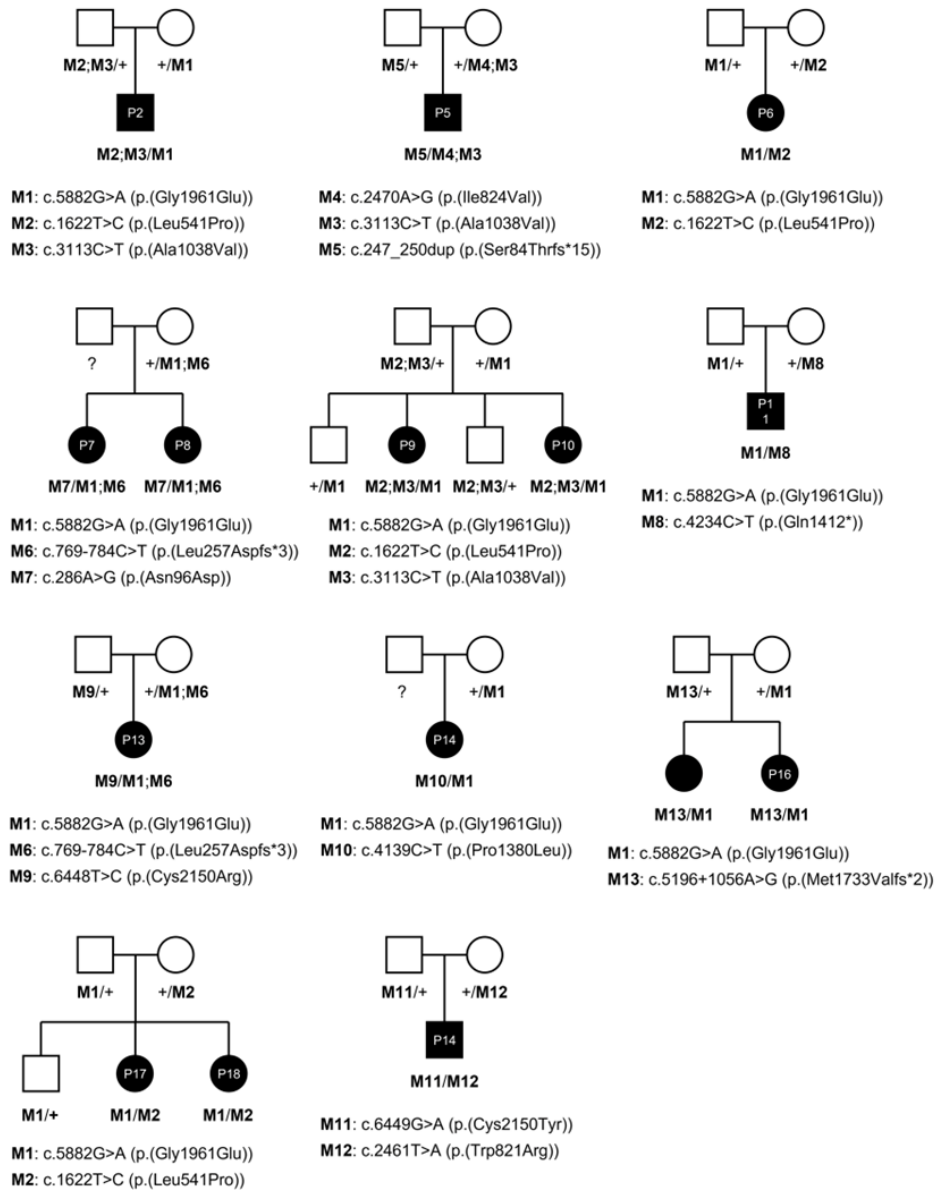 M2;M3/+ +/M1
P2
M2;M3/M1
M1: c.5882G>A (p.(Gly1961Glu))
M2: c.1622T>C (p.(Leu541Pro))
M3: c.3113C>T (p.(Ala1038Val))
M5/+ +/M4;M3
P5
M5/M4;M3
M4: c.2470A>G (p.(Ile824Val))
M3: c.3113C>T (p.(Ala1038Val))
M5: c.247_250dup (p.(Ser84Thrfs*15))
M1/+ +/M2
P6
M1/M2
M1: c.5882G>A (p.(Gly1961Glu))
M2: c.1622T>C (p.(Leu541Pro))
? +/M1;M6
P7 P8
M7/M1;M6 M7/M1;M6
M1: c.5882G>A (p.(Gly1961Glu))
M6: c.769-784C>T (p.(Leu257Aspfs*3))
M7: c.286A>G (p.(Asn96Asp))
M2;M3/+ +/M1
P9 P10
+/M1 M2;M3/M1 M2;M3/+ M2;M3/M1
M1: c.5882G>A (p.(Gly1961Glu))
M2: c.1622T>C (p.(Leu541Pro))
M3: c.3113C>T (p.(Ala1038Val))
M1/+ +/M8
P1
1
M1/M8
M1: c.5882G>A (p.(Gly1961Glu))
M8: c.4234C>T (p.(Gln1412*))
M9/+ +/M1;M6
P13
M9/M1;M6
M1: c.5882G>A (p.(Gly1961Glu))
M6: c.769-784C>T (p.(Leu257Aspfs*3))
M9: c.6448T>C (p.(Cys2150Arg))
? +/M1
P14
M10/M1
M1: c.5882G>A (p.(Gly1961Glu))
M10: c.4139C>T (p.(Pro1380Leu))
M13/+ +/M1
P16
M13/M1 M13/M1
M1: c.5882G>A (p.(Gly1961Glu))
M13: c.5196+1056A>G (p.(Met1733Valfs*2))
M1/+ +/M2
P17 P18
M1/+ M1/M2 M1/M2
M1: c.5882G>A (p.(Gly1961Glu))
M2: c.1622T>C (p.(Leu541Pro))
M11/+ +/M12
P14
M11/M12
M11: c.6449G>A (p.(Cys2150Tyr))
M12: c.2461T>A (p.(Trp821Arg))